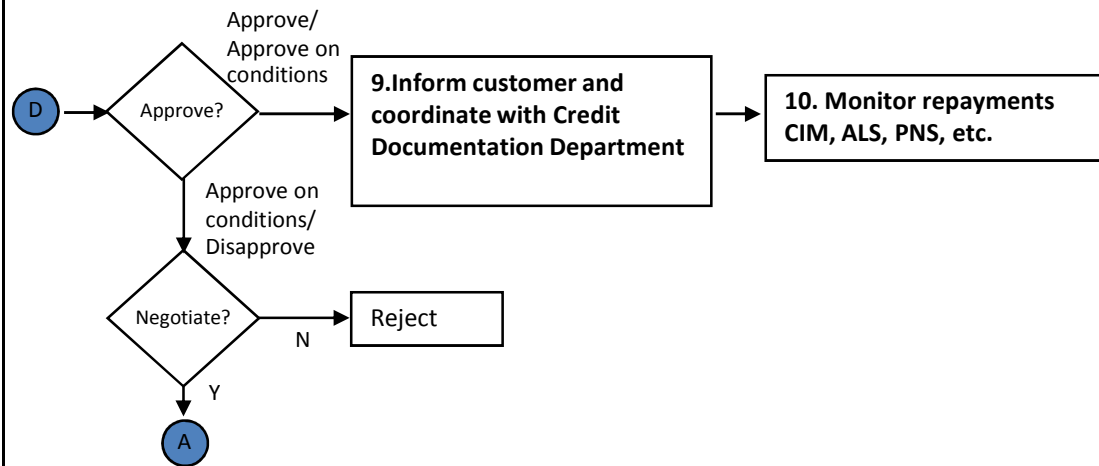 Approve/
Approve on
conditions
D
Approve?
9.Inform customer and
coordinate with Credit
Documentation Department
10. Monitor repayments
CIM, ALS, PNS, etc.
Approve on
conditions/
Disapprove
Negotiate?
N
Reject
Y
A